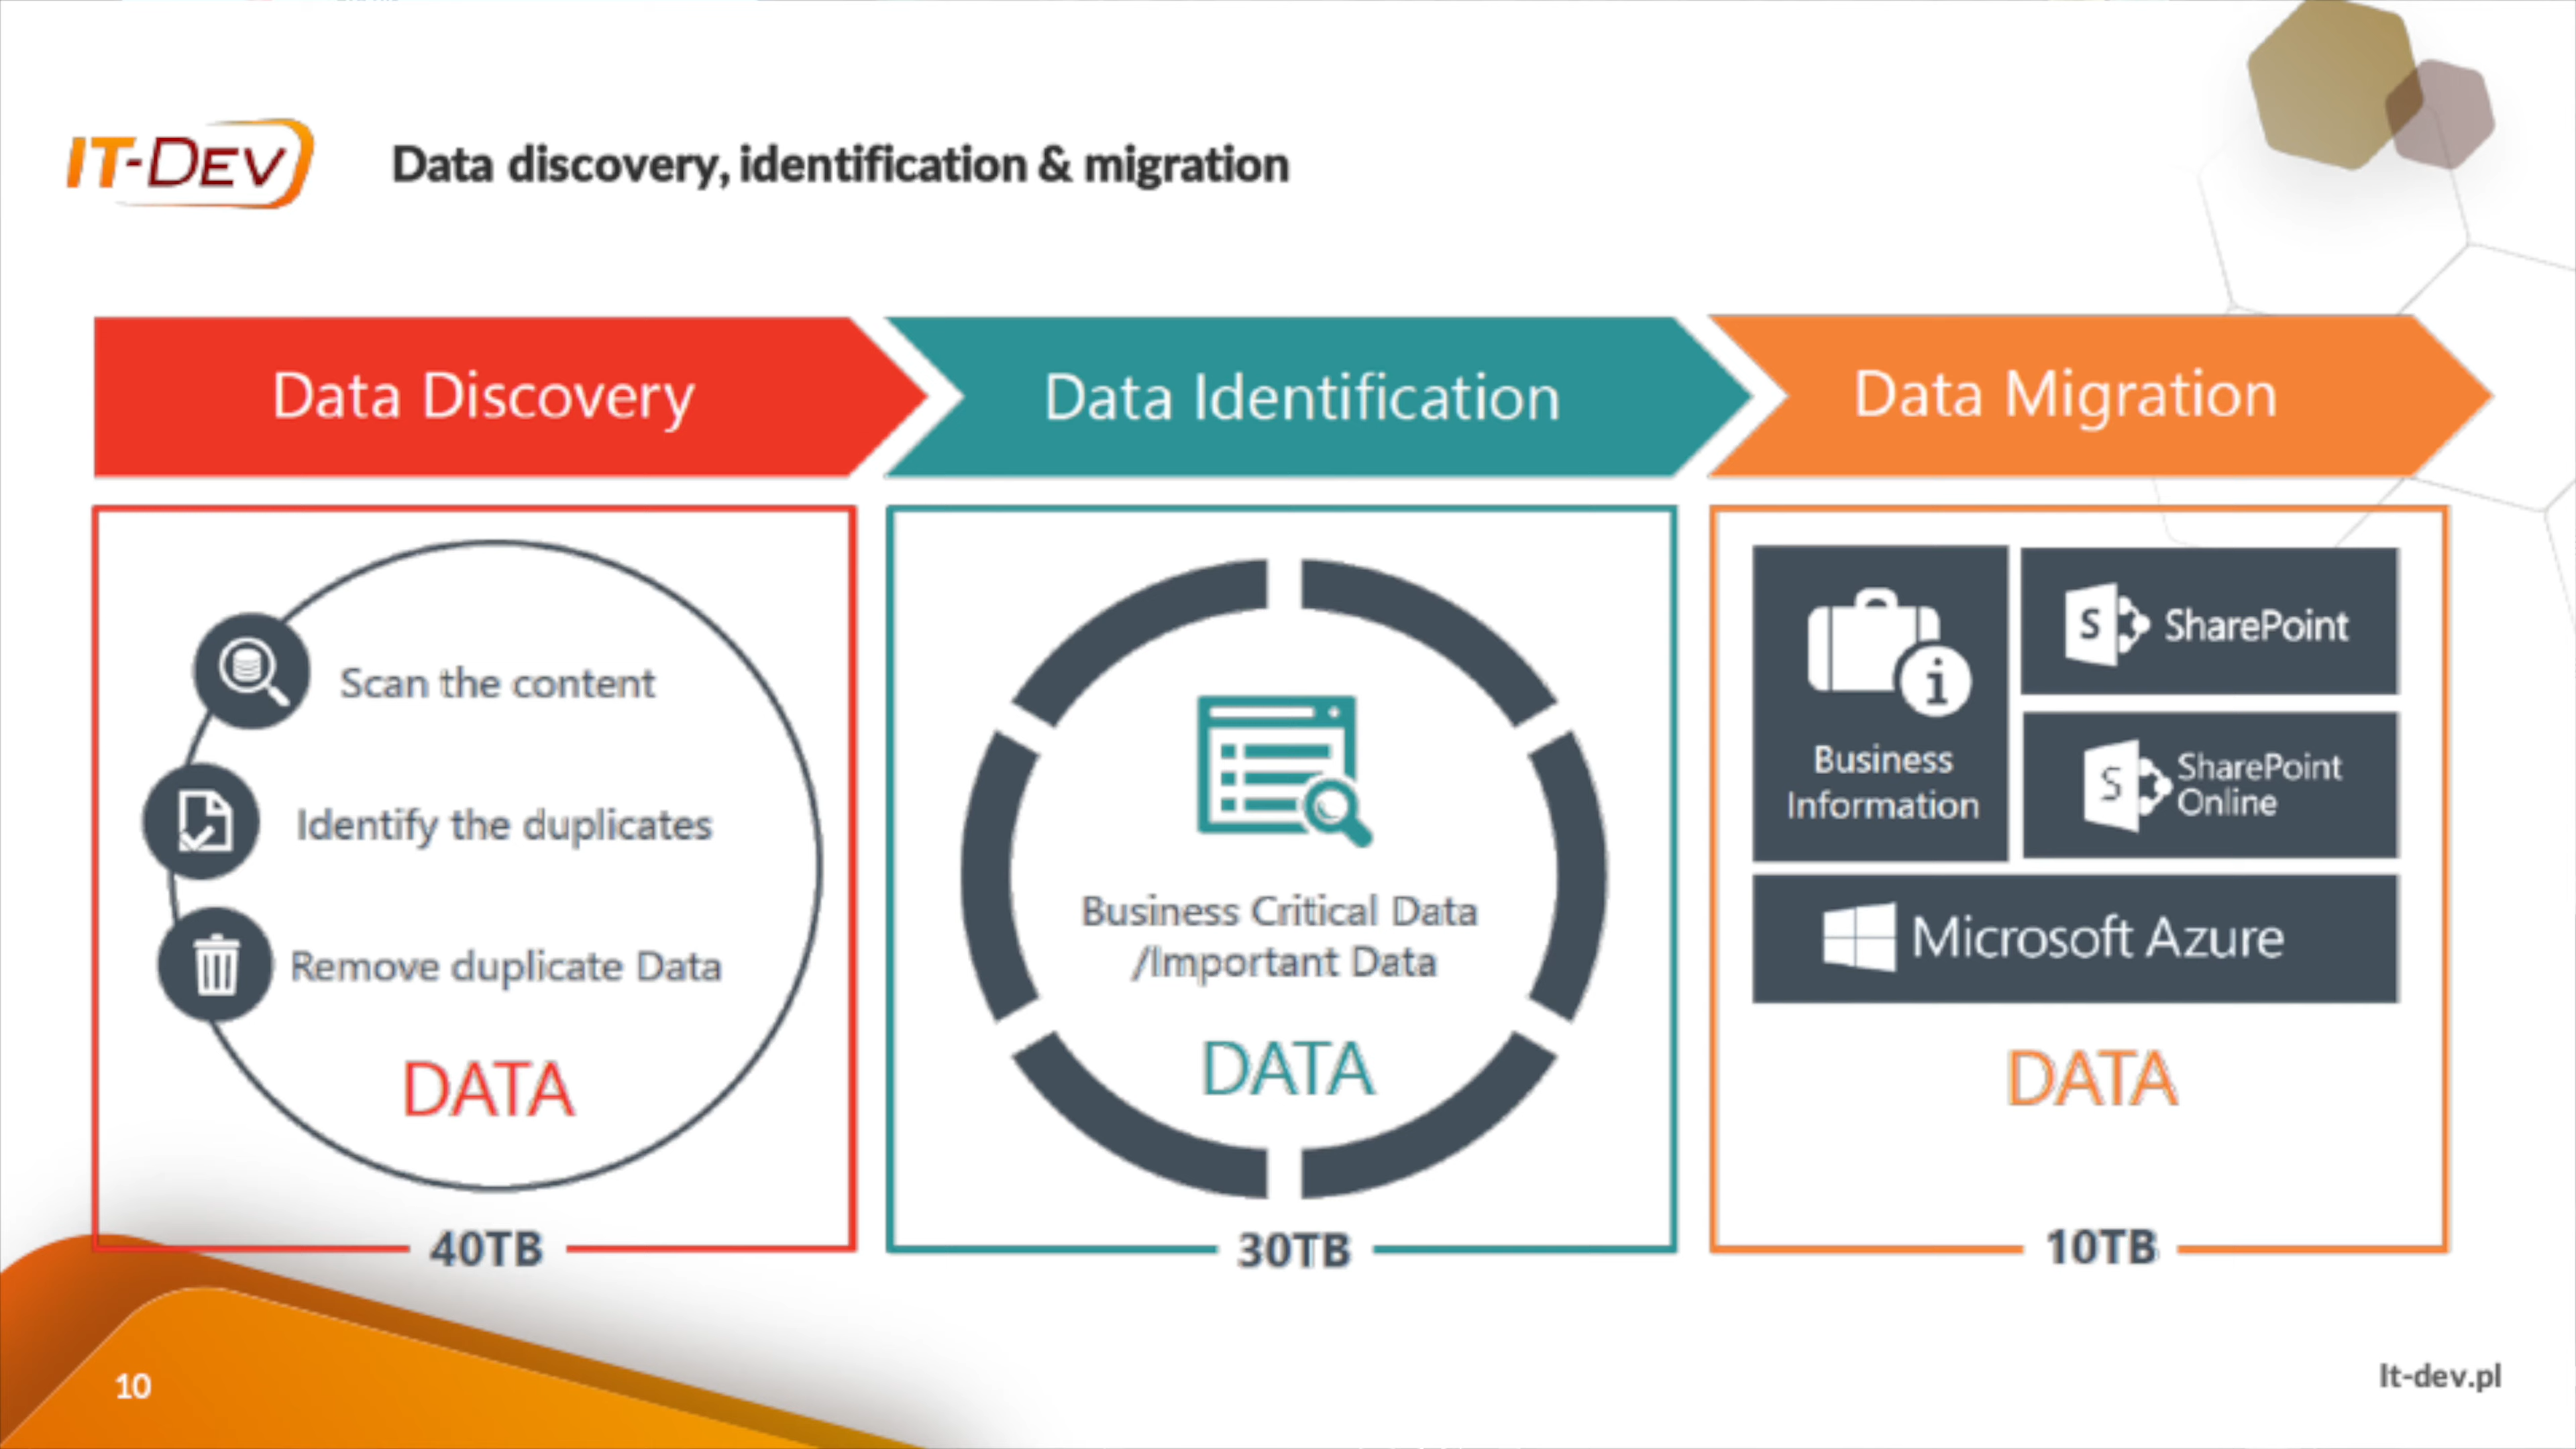 IT-DEV
Data discovery, identification & migration
Data Discovery
Data Identification
Data Migration
Scan the content
Identify the duplicates
Remove duplicate Data
DATA
40TB
Business Critical Data
/Important Data
DATA
30TB
i
Business
Information
S SharePoint
S SharePoint
Online
Microsoft Azure
DATA
10TB
10
It-dev.pl